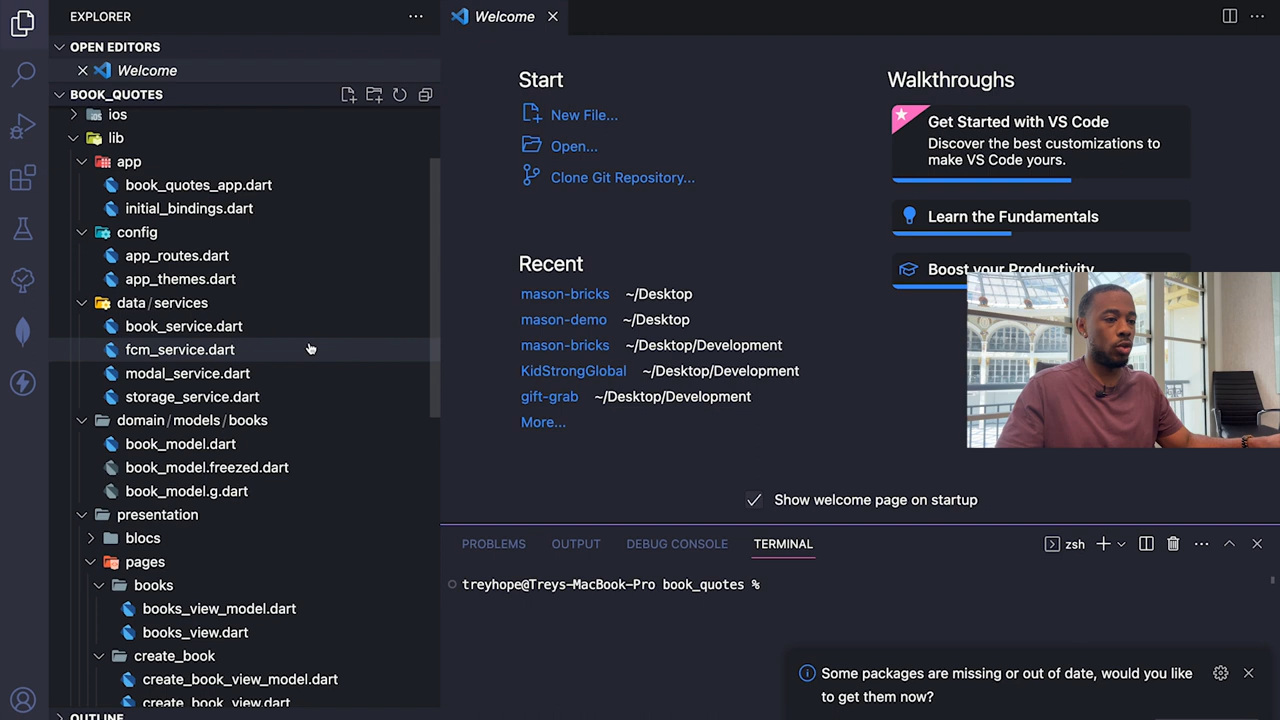 EXPLORER
OPEN EDITORS
Welcome
BOOK_QUOTES
ios
lib
app
book_quotes_app.dart
initial_bindings.dart
config
app_routes.dart
app_themes.dart
data/services
book_service.dart
fcm_service.dart
modal_service.dart
storage_service.dart
domain/models/books
book_model.dart
book_model.freezed.dart
book_model.g.dart
presentation
blocs
pages
books
books_view_model.dart
books_view.dart
create_book
create_book_view_model.dart
create_book_view.dart
OUTLINE
Welcome
Start
New File...
Open...
Clone Git Repository...
Recent
mason-bricks ~/Desktop
mason-demo ~/Desktop
mason-bricks ~/Desktop/Development
KidStrongGlobal ~/Desktop/Development
gift-grab ~/Desktop/Development
More...
Walkthroughs
Get Started with VS Code
Discover the best customizations to
make VS Code yours.
Learn the Fundamentals
Boost your Productivity
Show welcome page on startup
PROBLEMS OUTPUT DEBUG CONSOLE TERMINAL
zsh
treyhope@Treys-MacBook-Pro book_quotes %
Some packages are missing or out of date, would you like
to get them now?